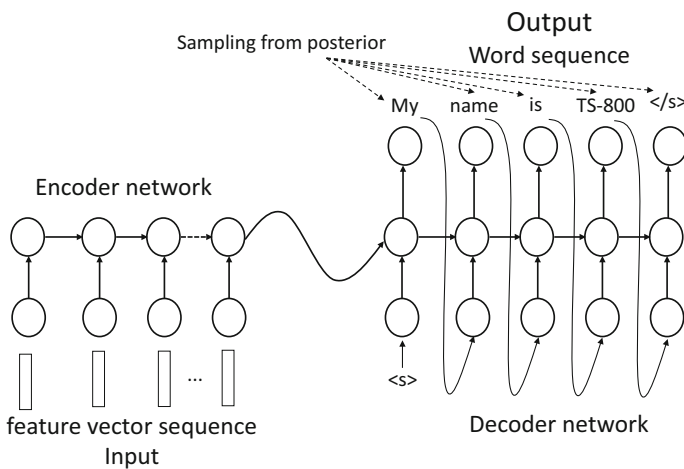 Output
Sampling from posterior
Word sequence
My name is TS-800 </s>
Encoder network
...
<s>
feature vector sequence
Input
Decoder network